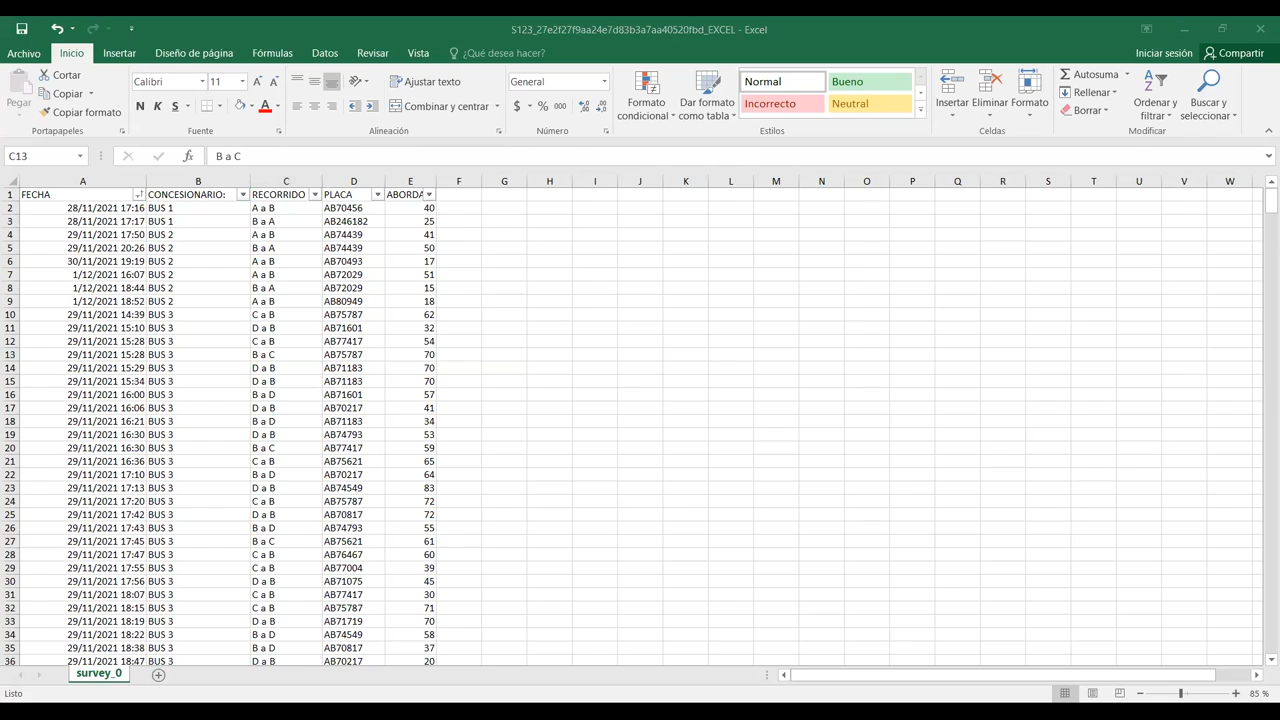 S123_27e2f27f9aa24e7d83b3a7aa40520fbd_EXCEL - Excel
Archivo Inicio Insertar Diseño de página Fórmulas Datos Revisar Vista ¿Qué desea hacer? Iniciar sesión Compartir
Pegar Cortar Copiar Copiar formato Portapapeles
Calibri 11 N K S Fuente
Ajustar texto Combinar y centrar Alineación
General $ % 000 Número
Formato condicional Dar formato como tabla Normal Bueno Incorrecto Neutral Estilos
Insertar Eliminar Formato Celdas
Autosuma Rellenar Borrar Ordenar y filtrar Buscar y seleccionar Modificar
C13 fx B a C
A B C D E F G H I J K L M N O P Q R S T U V W
1 FECHA CONCESIONARIO: RECORRIDO PLACA ABORDA
2 28/11/2021 17:16 BUS 1 A a B AB70456 40
3 28/11/2021 17:17 BUS 1 B a A AB246182 25
4 29/11/2021 17:50 BUS 2 A a B AB74439 41
5 29/11/2021 20:26 BUS 2 B a A AB74439 50
6 30/11/2021 19:19 BUS 2 A a B AB70493 17
7 1/12/2021 16:07 BUS 2 A a B AB72029 51
8 1/12/2021 18:44 BUS 2 B a A AB72029 15
9 1/12/2021 18:52 BUS 2 A a B AB80949 18
10 29/11/2021 14:39 BUS 3 C a B AB75787 62
11 29/11/2021 15:10 BUS 3 D a B AB71601 32
12 29/11/2021 15:28 BUS 3 C a B AB77417 54
13 29/11/2021 15:28 BUS 3 B a C AB75787 70
14 29/11/2021 15:29 BUS 3 D a B AB71183 70
15 29/11/2021 15:34 BUS 3 D a B AB71183 70
16 29/11/2021 16:00 BUS 3 B a D AB71601 57
17 29/11/2021 16:06 BUS 3 D a B AB70217 41
18 29/11/2021 16:21 BUS 3 B a D AB71183 34
19 29/11/2021 16:30 BUS 3 D a B AB74793 53
20 29/11/2021 16:30 BUS 3 B a C AB77417 59
21 29/11/2021 16:36 BUS 3 C a B AB75621 65
22 29/11/2021 17:10 BUS 3 B a D AB70217 64
23 29/11/2021 17:13 BUS 3 D a B AB74549 83
24 29/11/2021 17:20 BUS 3 C a B AB75787 72
25 29/11/2021 17:42 BUS 3 D a B AB70817 72
26 29/11/2021 17:43 BUS 3 B a D AB74793 55
27 29/11/2021 17:45 BUS 3 B a C AB75621 61
28 29/11/2021 17:47 BUS 3 C a B AB76467 60
29 29/11/2021 17:55 BUS 3 C a B AB77004 39
30 29/11/2021 17:56 BUS 3 D a B AB71075 45
31 29/11/2021 18:07 BUS 3 C a B AB77417 30
32 29/11/2021 18:15 BUS 3 C a B AB75787 71
33 29/11/2021 18:19 BUS 3 D a B AB71719 70
34 29/11/2021 18:22 BUS 3 B a D AB74549 58
35 29/11/2021 18:38 BUS 3 B a D AB70817 37
36 29/11/2021 18:47 BUS 3 D a B AB70217 20
survey_0
Listo 85 %